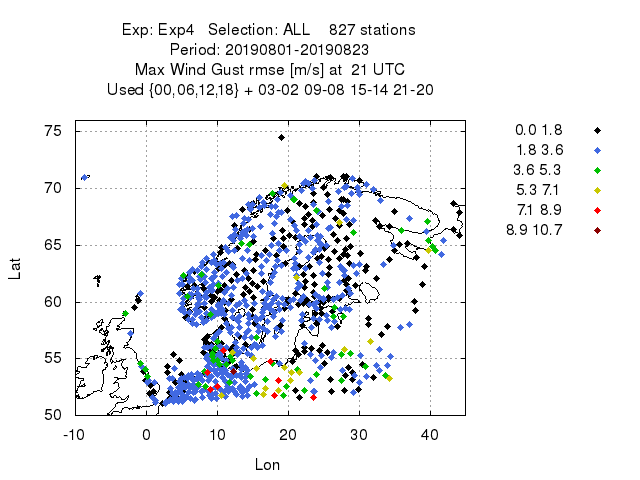 Exp: Exp4 Selection: ALL 827 stations
Period: 20190801-20190823
Max Wind Gust rmse [m/s] at 21 UTC
Used {00,06,12,18} + 03-02 09-08 15-14 21-20
0.0 1.8
1.8 3.6
3.6 5.3
5.3 7.1
7.1 8.9
8.9 10.7
Lat
75
70
65
60
55
50
-10 0 10 20 30 40
Lon